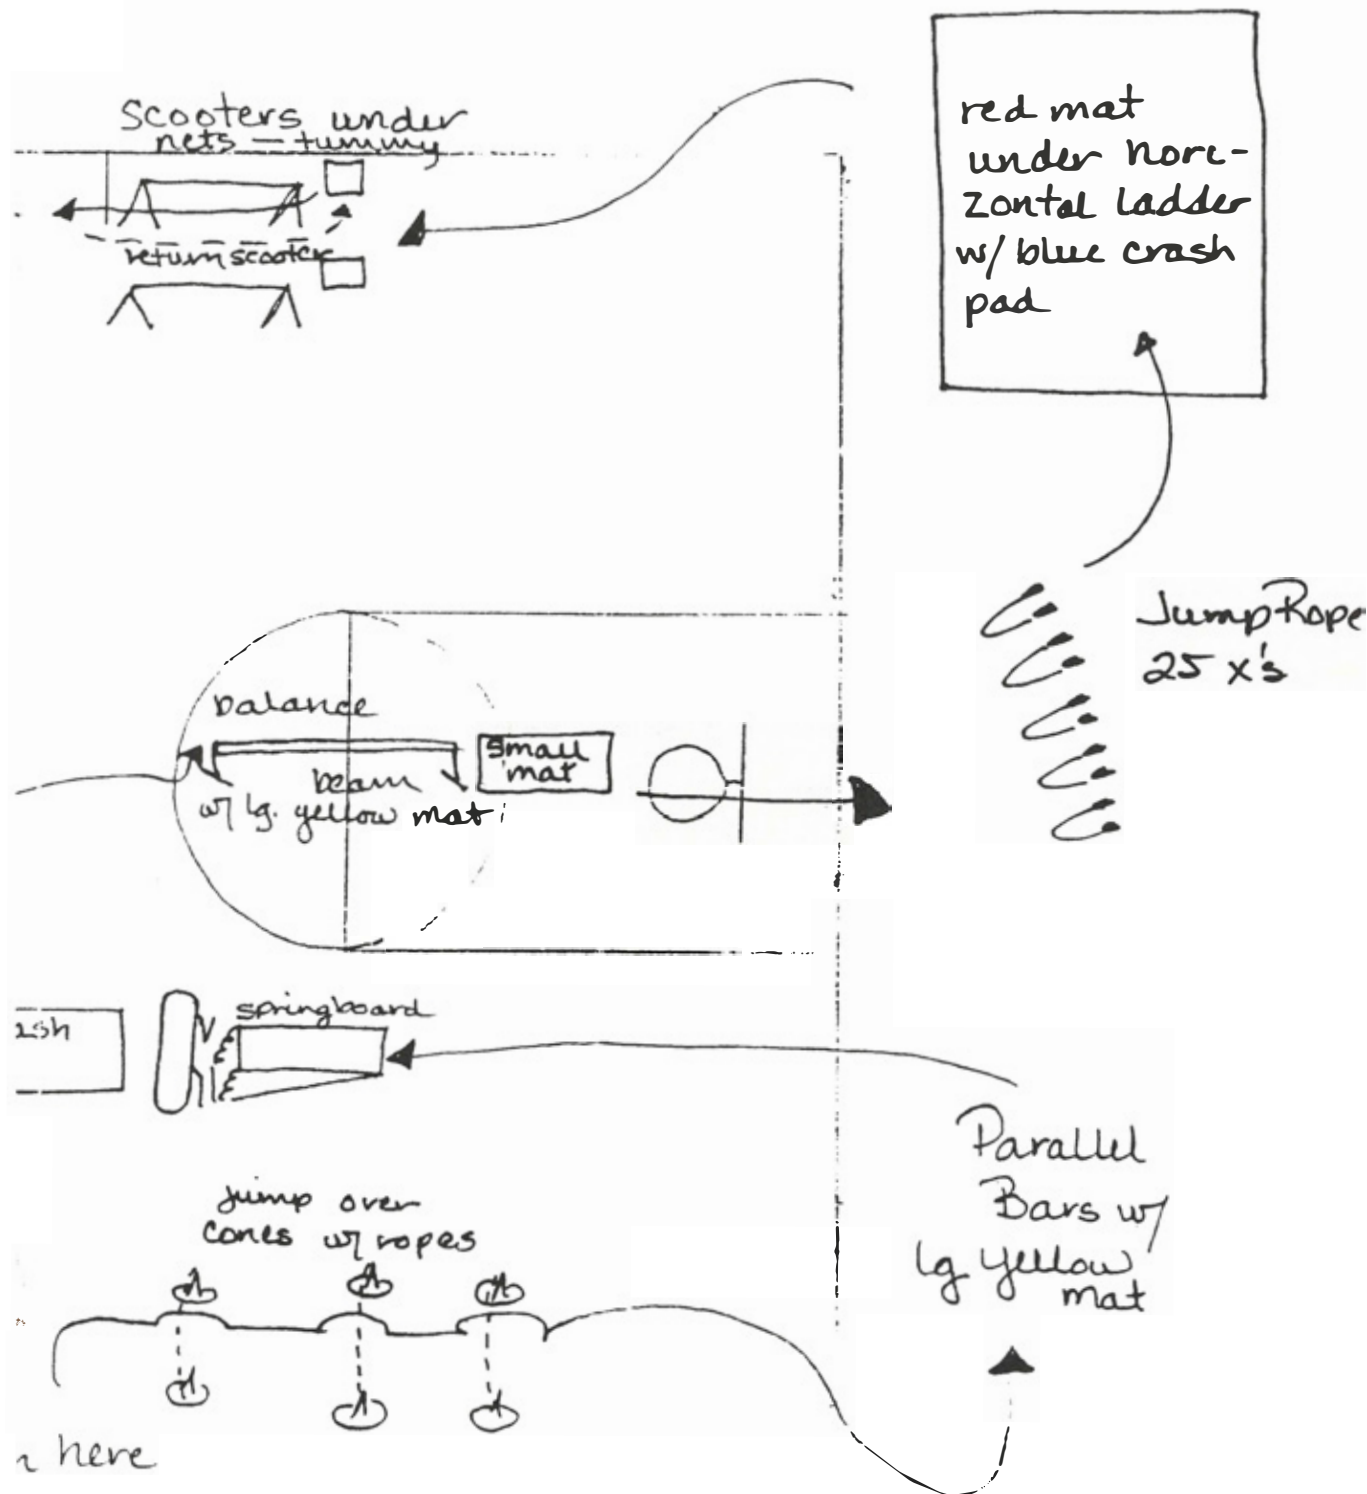 Scooters under
nets — tummy
return scooter
red mat
under hori-
zontal ladder
w/ blue crash
pad
Jump Rope
25 x's
balance
beam
w/ lg. yellow mat
small
mat
springboard
Parallel
Bars w/
lg yellow
mat
jump over
cones w/ ropes
here